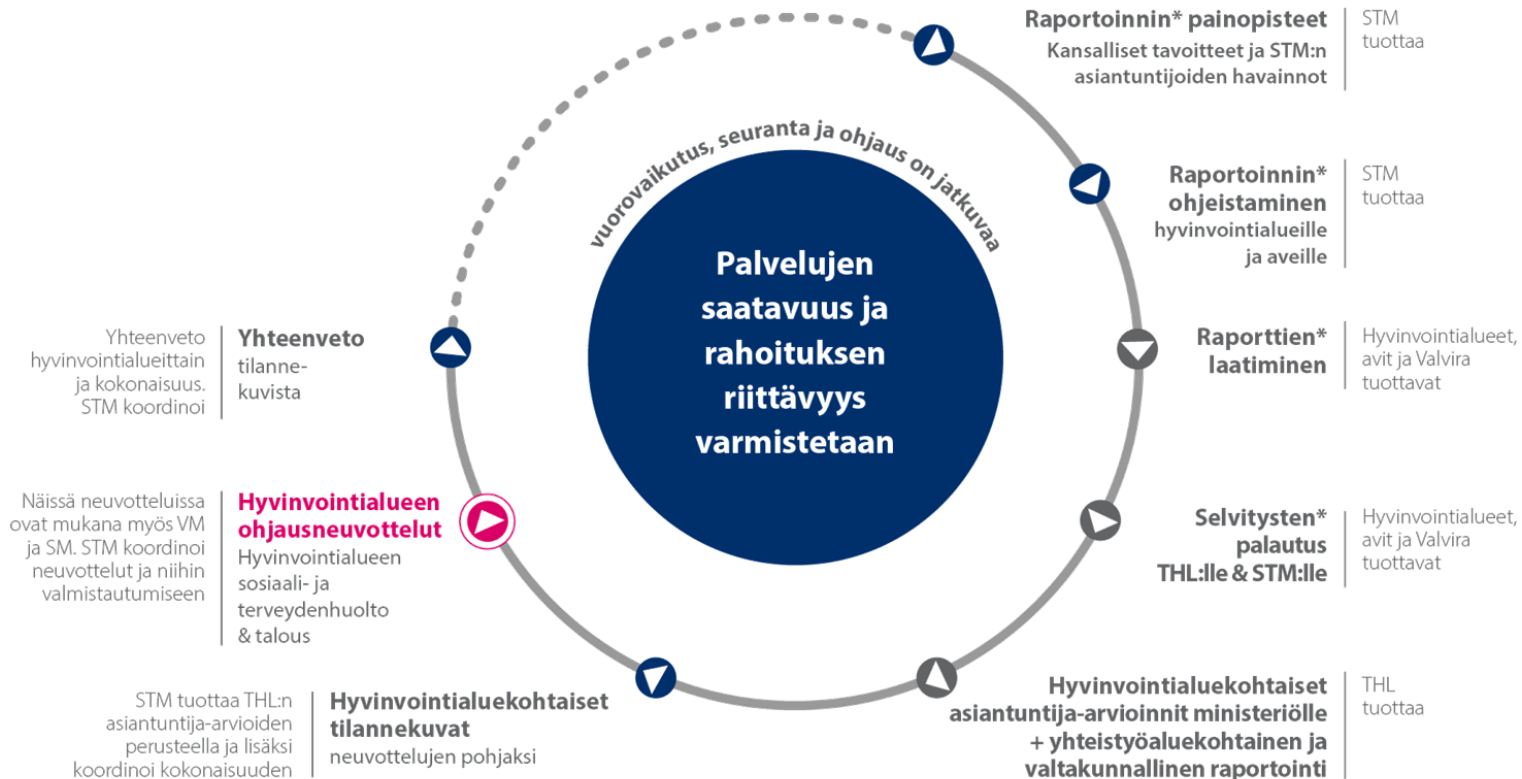 Raportoinnin* painopisteet
Kansalliset tavoitteet ja STM:n
asiantuntijoiden havainnot
STM
tuottaa
Raportoinnin*
ohjeistaminen
hyvinvointialueille
ja aveille
STM
tuottaa
Raporttien*
laatiminen
Hyvinvointialueet,
avit ja Valvira
tuottavat
Selvitysten*
palautus
THL:lle & STM:lle
Hyvinvointialueet,
avit ja Valvira
tuottavat
Hyvinvointialuekohtaiset
asiantuntija-arvioinnit ministeriölle
+ yhteistyöaluekohtainen ja
valtakunnallinen raportointi
THL
tuottaa
Hyvinvointialuekohtaiset
tilannekuvat
neuvottelujen pohjaksi
STM tuottaa THL:n
asiantuntija-arvioiden
perusteella ja lisäksi
koordinoi kokonaisuuden
Hyvinvointialueen
ohjausneuvottelut
Hyvinvointialueen
sosiaali- ja
terveydenhuolto
& talous
Näissä neuvotteluissa
ovat mukana myös VM
ja SM. STM koordinoi
neuvottelut ja niihin
valmistautumiseen
Yhteenveto
tilanne-
kuvista
Yhteenveto
hyvinvointialueittain
ja kokonaisuus.
STM koordinoi
vuorovaikutus, seuranta ja ohjaus on jatkuvaa
Palvelujen
saatavuus ja
rahoituksen
riittävyys
varmistetaan